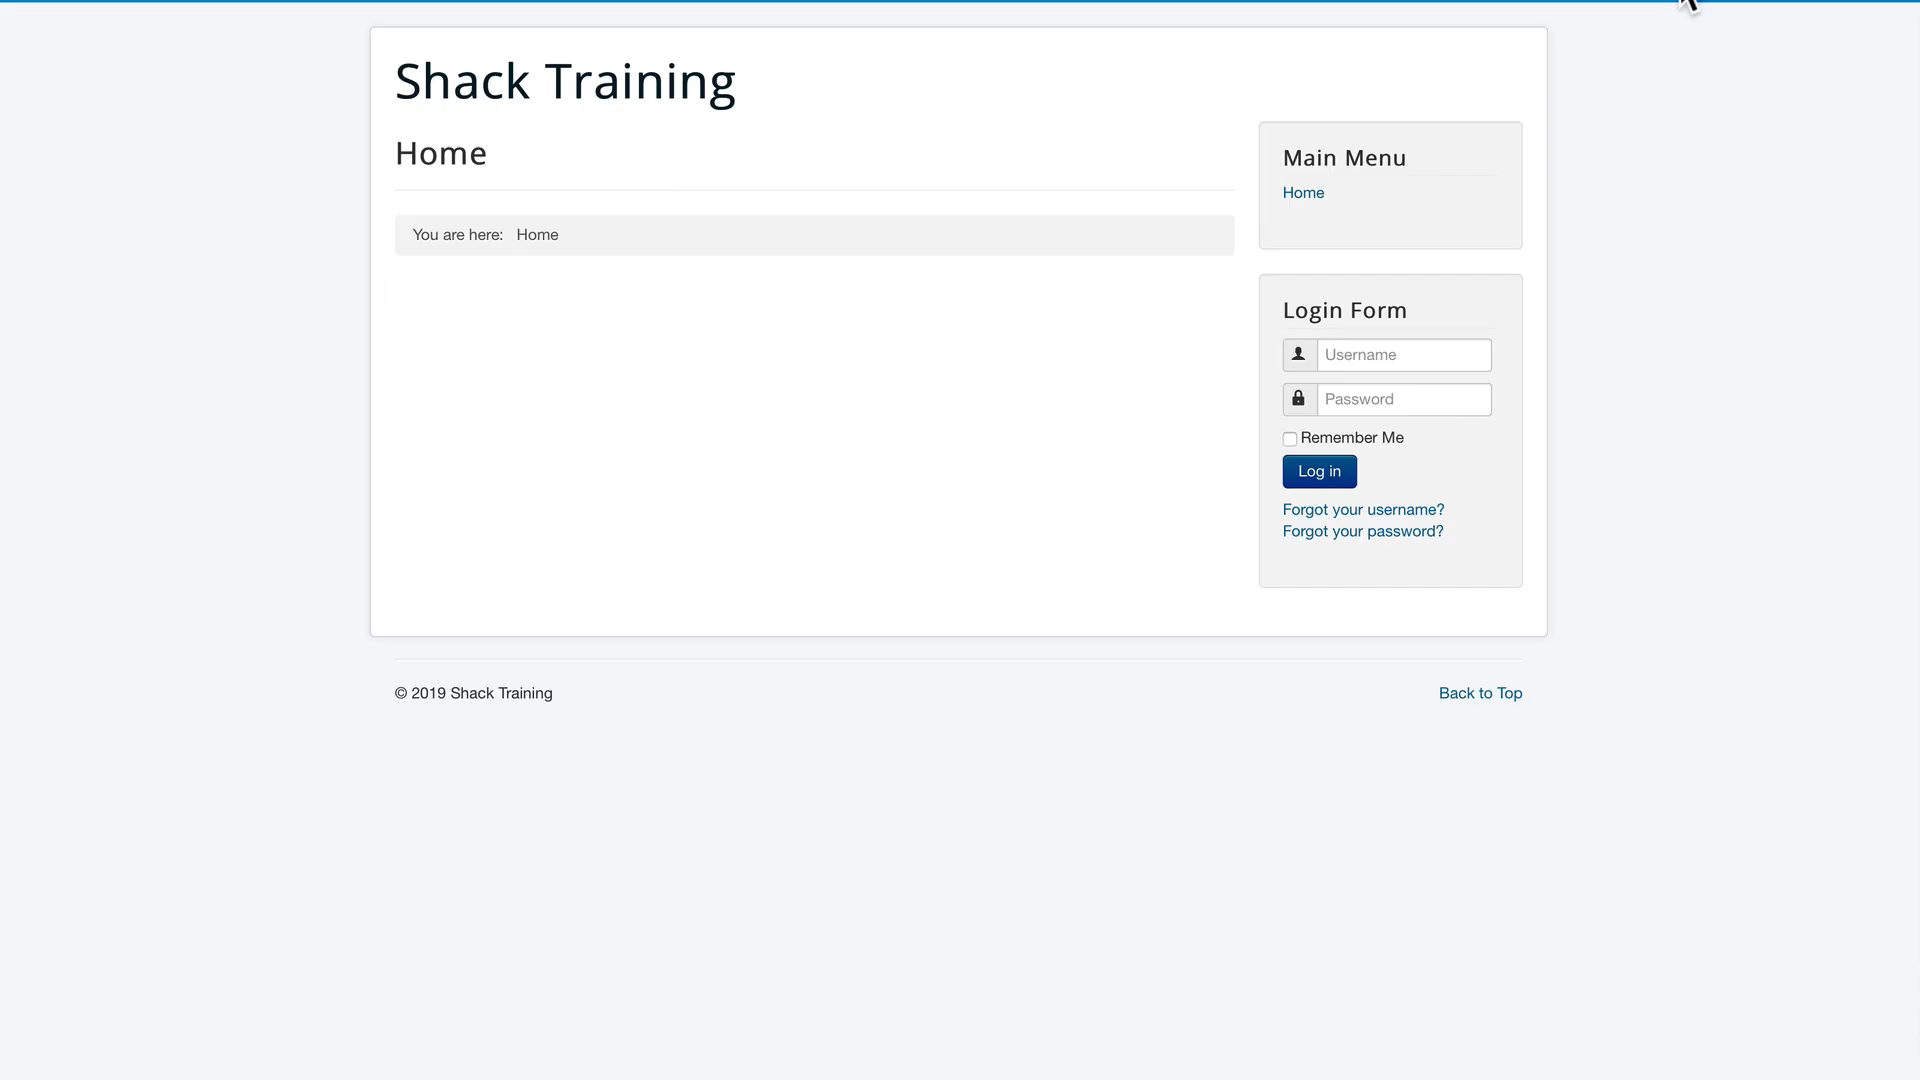 Shack Training
Home
You are here: Home
Main Menu
Home
Login Form
Username
Password
Remember Me
Log in
Forgot your username?
Forgot your password?
© 2019 Shack Training
Back to Top